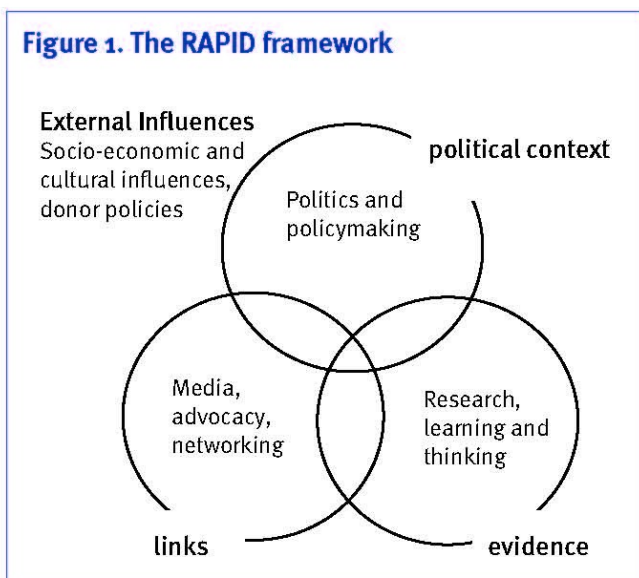 Figure 1. The RAPID framework
External Influences
Socio-economic and
cultural influences,
donor policies
political context
Politics and
policymaking
Media,
advocacy,
networking
Research,
learning and
thinking
links
evidence